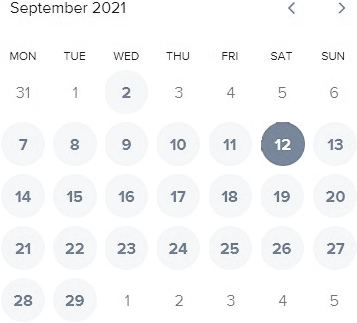 September 2021
MON TUE WED THU FRI SAT SUN
31 1 2 3 4 5 6
7 8 9 10 11 12 13
14 15 16 17 18 19 20
21 22 23 24 25 26 27
28 29 1 2 3 4 5